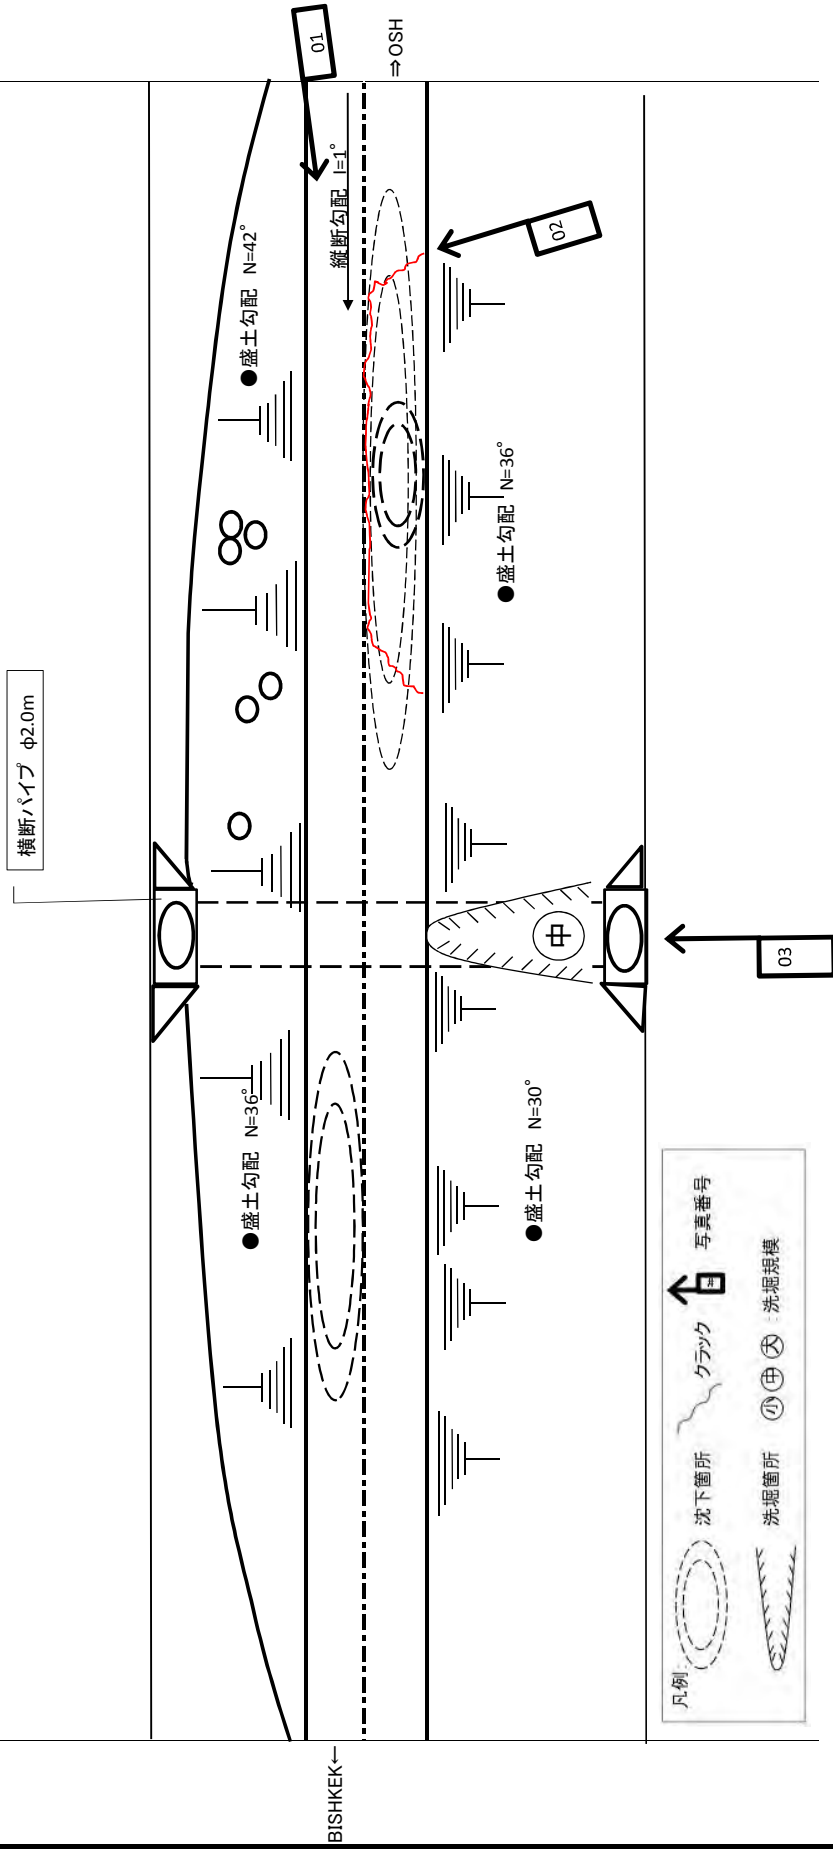 横断パイプ φ2.0m
01
⇒OSH
縦断勾配 I=1°
●盛土勾配 N=42°
02
●盛土勾配 N=36°
中
03
●盛土勾配 N=36°
●盛土勾配 N=30°
BISHKEK←
凡例
沈下箇所
クラック
写真番号
洗堀箇所
小 中 大 : 洗堀規模